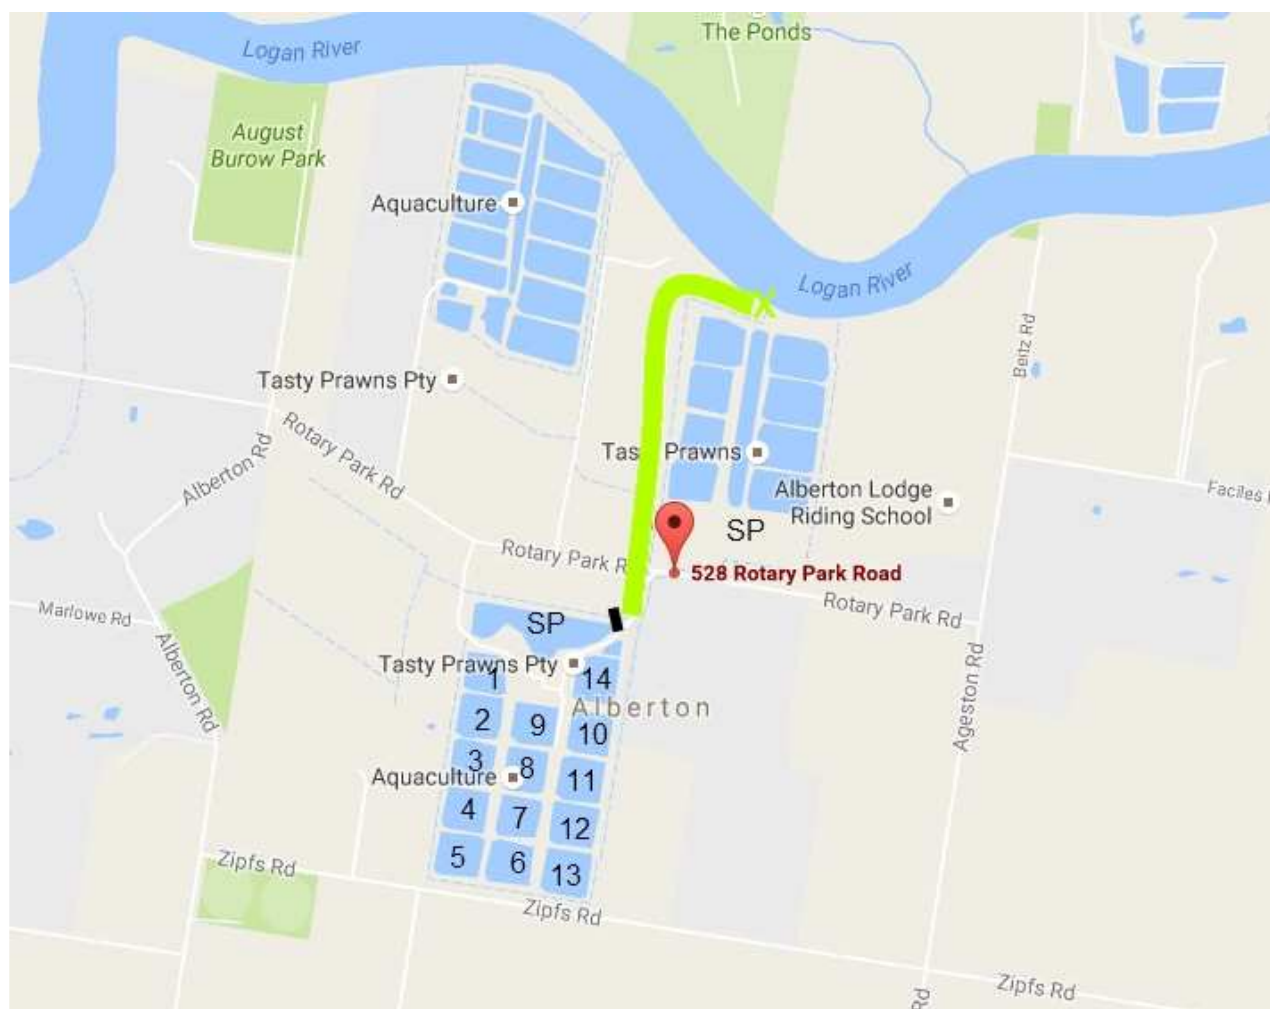 The Ponds
Logan River
August
Burow Park
Aquaculture
Logan River
X
Beitz Rd
Tasty Prawns Pty
Rotary Park Rd
Alberton Rd
Tas Prawns
Alberton Lodge
Riding School
Faciles
SP
Rotary Park R
528 Rotary Park Road
Rotary Park Rd
Marlowe Rd
Alberton Rd
SP
Tasty Prawns Pty
1
14
Alberton
2
9
10
Ageston Rd
3
Aquaculture
8
11
4
7
12
5
6
13
Zipfs Rd
Zipfs Rd
Zipfs Rd
Rd